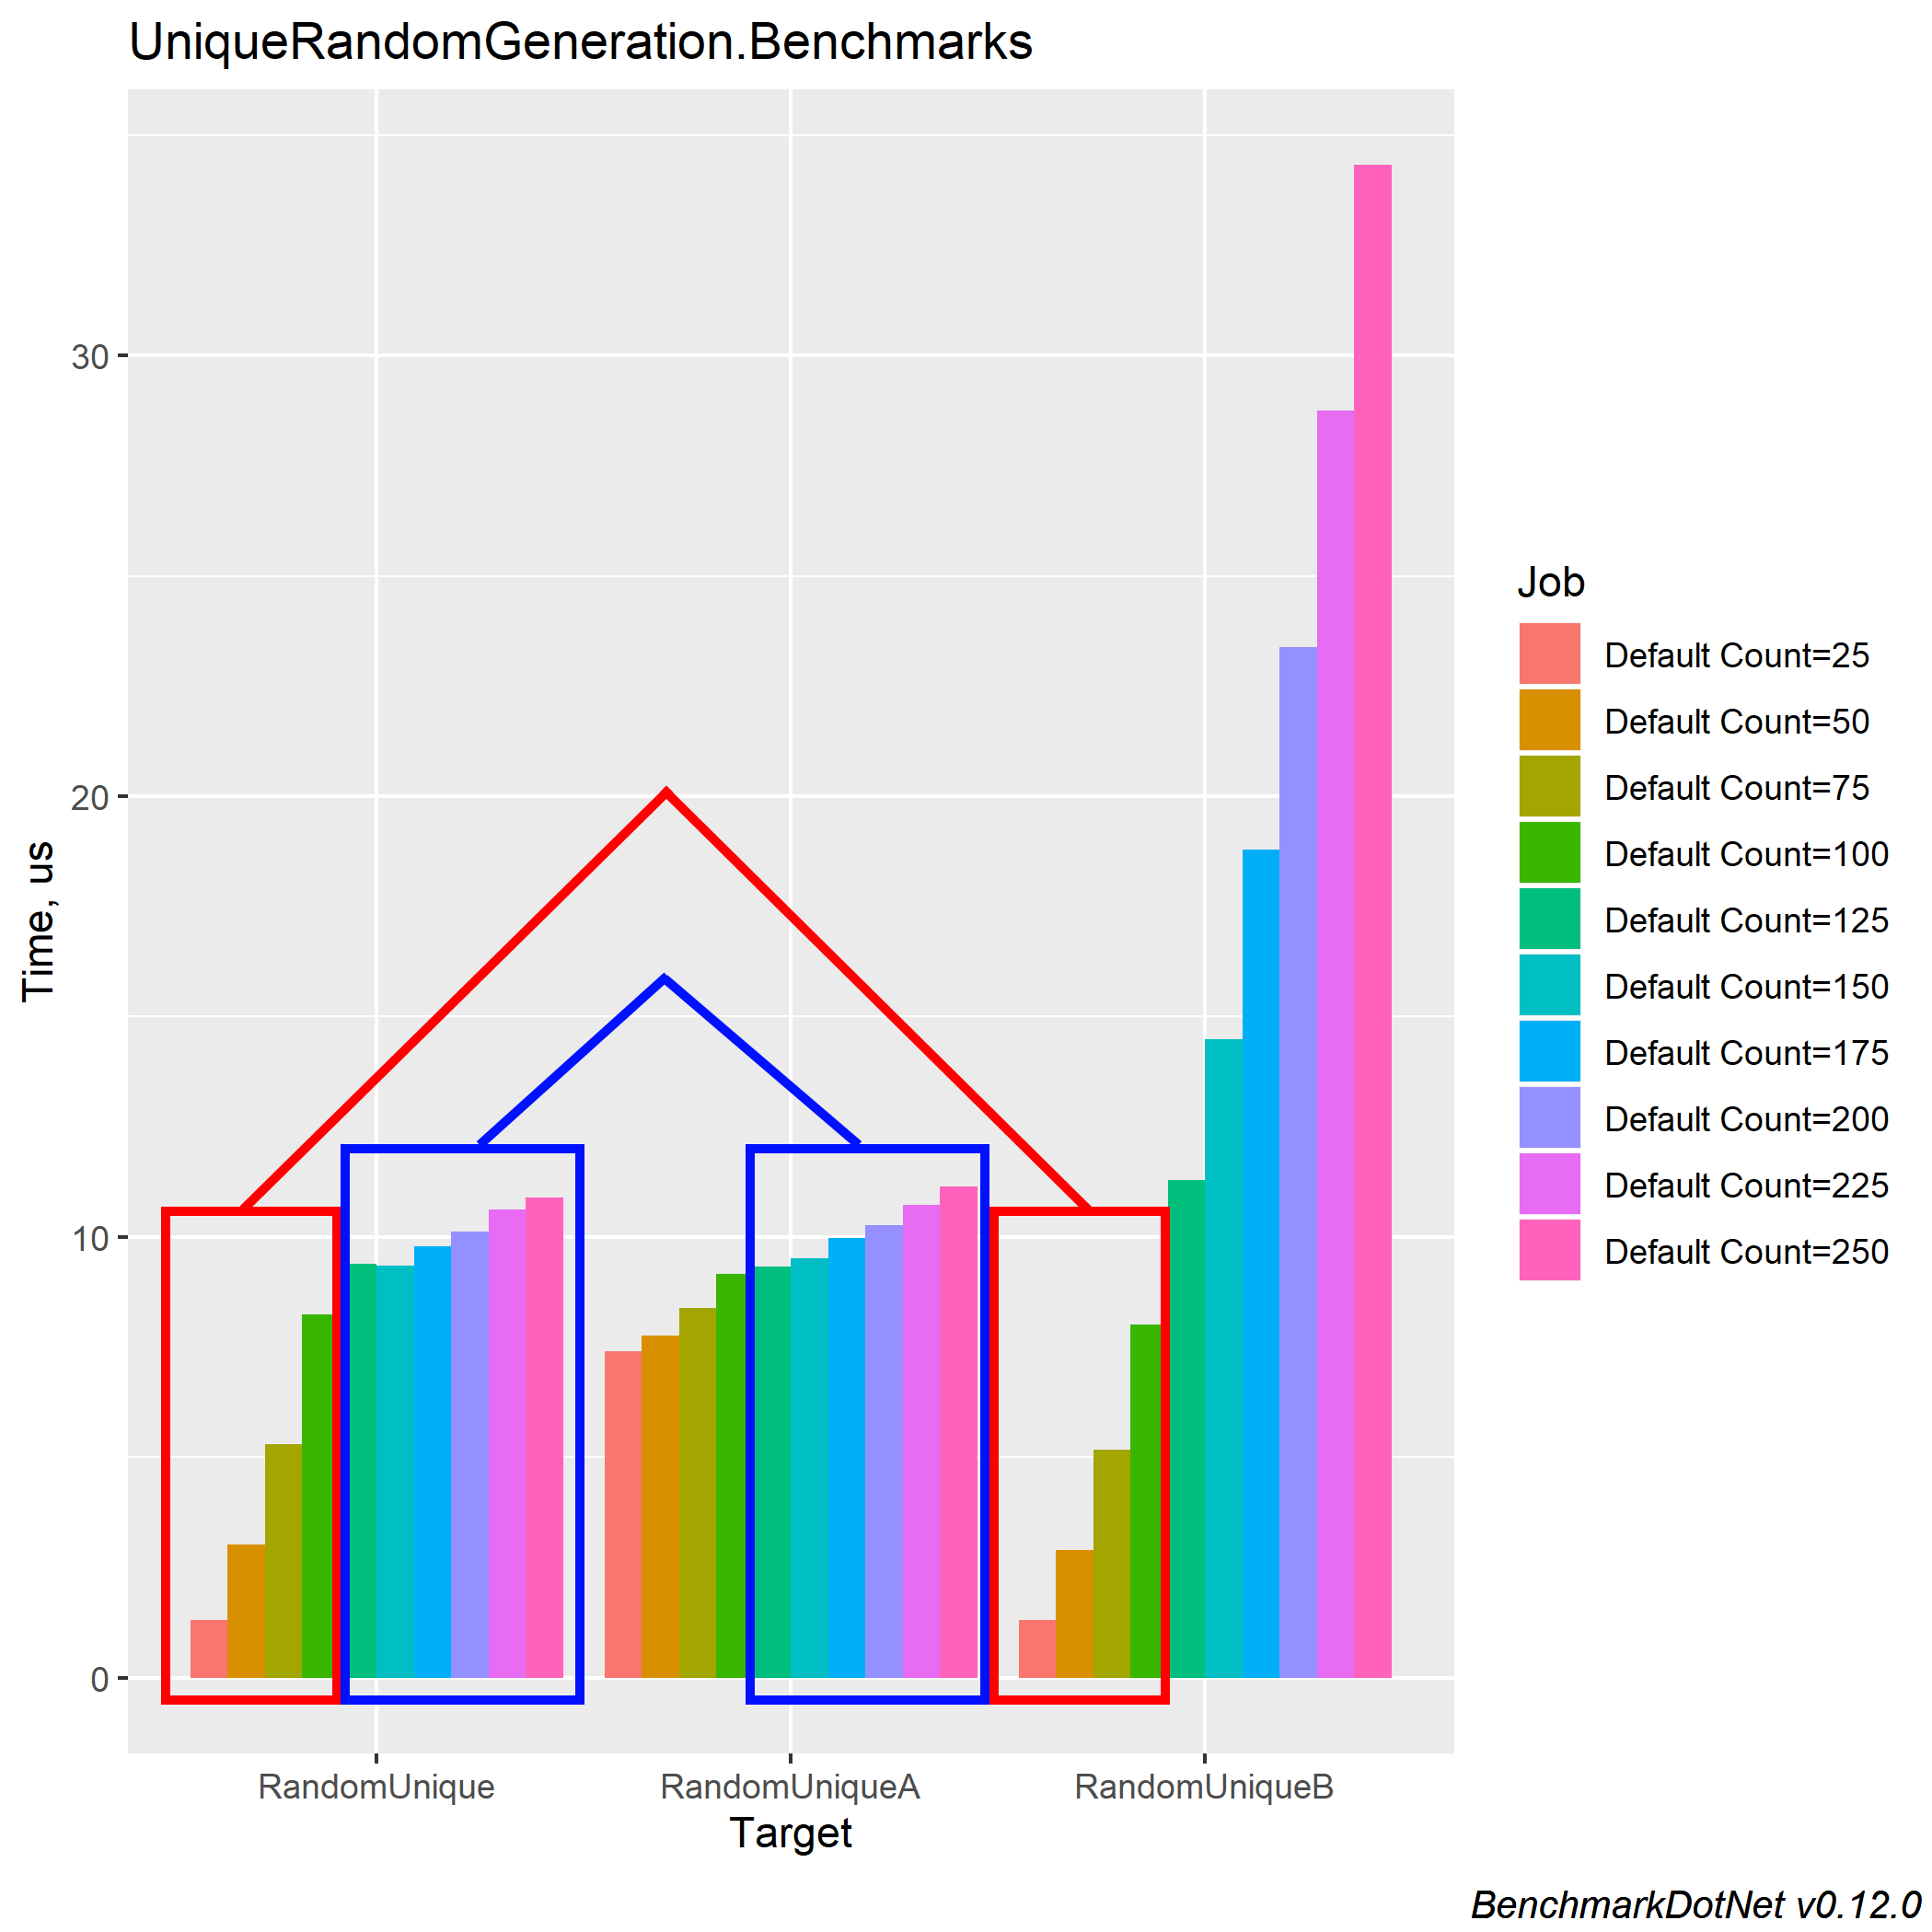 UniqueRandomGeneration.Benchmarks
30
20
10
0
Time, us
RandomUnique RandomUniqueA RandomUniqueB
Target
Job
Default Count=25
Default Count=50
Default Count=75
Default Count=100
Default Count=125
Default Count=150
Default Count=175
Default Count=200
Default Count=225
Default Count=250
BenchmarkDotNet v0.12.0